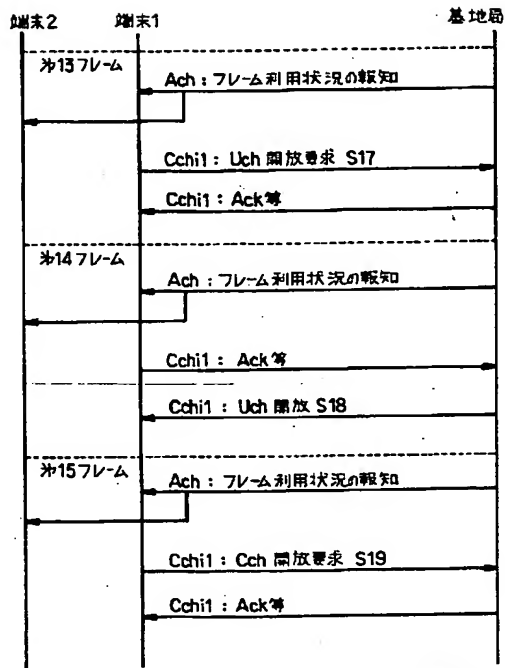 端末2 端末1 基地局
第13フレーム
Ach : フレーム利用状況の報知
Cchi1 : Uch 開放要求 S17
Cchi1 : Ack等
第14フレーム
Ach : フレーム利用状況の報知
Cchi1 : Ack等
Cchi1 : Uch 開放 S18
第15フレーム
Ach : フレーム利用状況の報知
Cchi1 : Cch 開放要求 S19
Cchi1 : Ack等